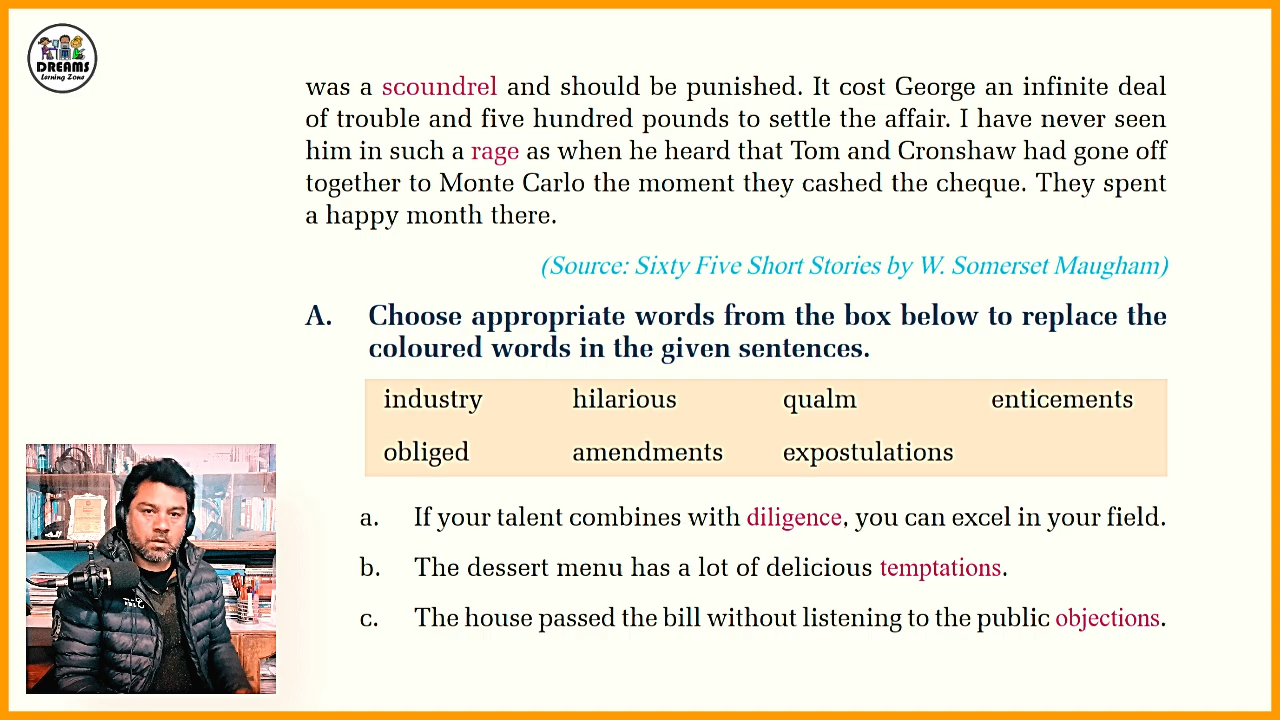 DREAMS
Lerning Zone
was a scoundrel and should be punished. It cost George an infinite deal
of trouble and five hundred pounds to settle the affair. I have never seen
him in such a rage as when he heard that Tom and Cronshaw had gone off
together to Monte Carlo the moment they cashed the cheque. They spent
a happy month there.
(Source: Sixty Five Short Stories by W. Somerset Maugham)
A. Choose appropriate words from the box below to replace the
coloured words in the given sentences.
industry hilarious qualm enticements
obliged amendments expostulations
a. If your talent combines with diligence, you can excel in your field.
b. The dessert menu has a lot of delicious temptations.
c. The house passed the bill without listening to the public objections.